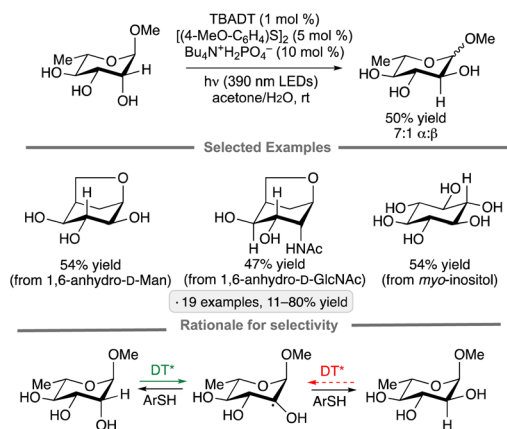 TBADT (1 mol %)
[(4-MeO-C₆H₄)S]₂ (5 mol %)
Bu₄N⁺H₂PO₄⁻ (10 mol %)
hν (390 nm LEDs)
acetone/H₂O, rt
OMe
Me
O
HO
HO
H
OH
OMe
Me
O
HO
HO
OH
H
50% yield
7:1 α:β
Selected Examples
O
H
HO
H
OH
54% yield
(from 1,6-anhydro-D-Man)
O
H
HO
H
HO
HNAc
47% yield
(from 1,6-anhydro-D-GlcNAc)
H
HO
OH
HO
HO
OH
OH
54% yield
(from myo-inositol)
· 19 examples, 11–80% yield
Rationale for selectivity
OMe
Me
O
HO
HO
H
OH
DT*
ArSH
OMe
Me
O
HO
HO
OH
DT*
ArSH
OMe
Me
O
HO
HO
OH
H